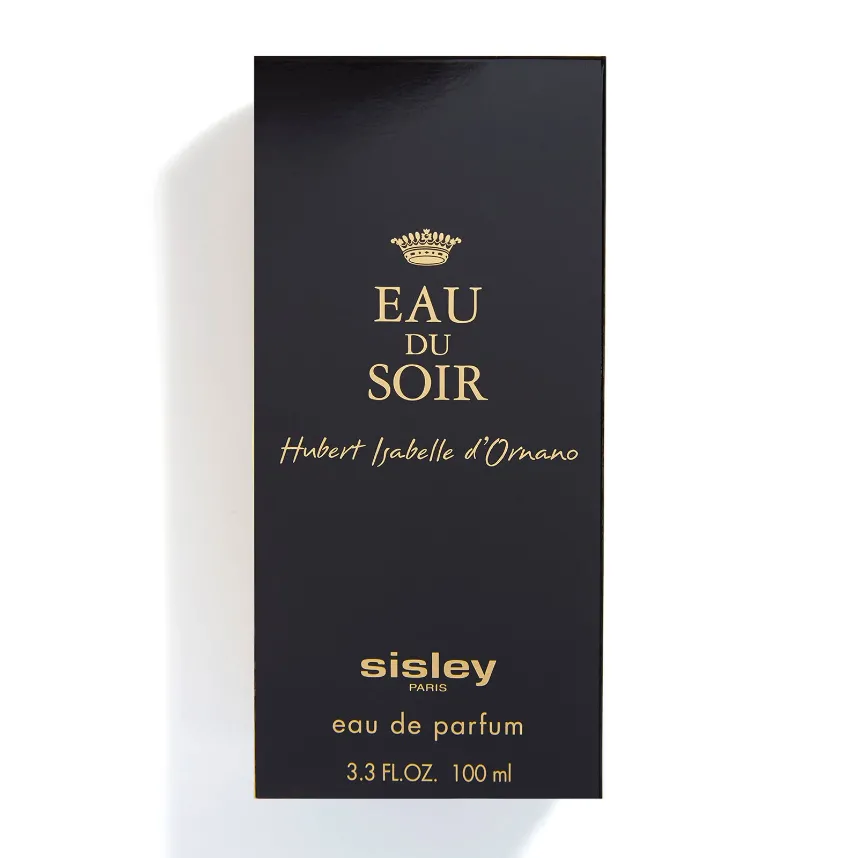 EAU
DU
SOIR
Hubert Isabelle d'Ornano
sisley
PARIS
eau de parfum
3.3 FL.OZ. 100 ml